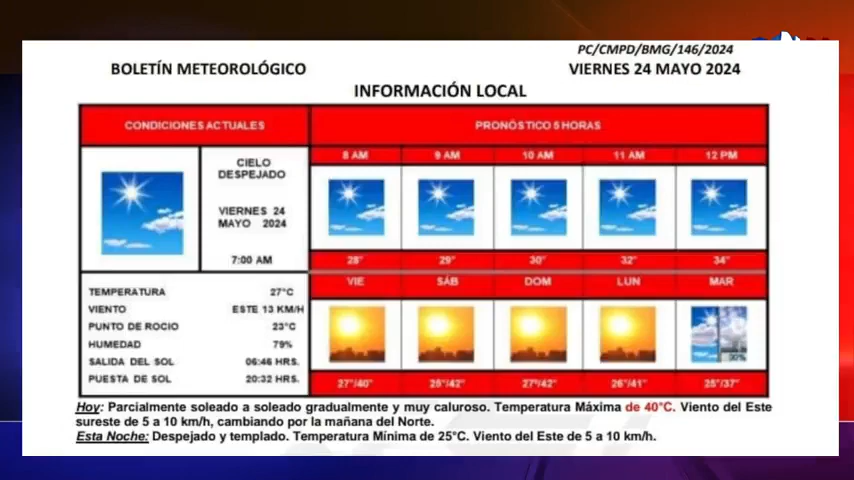 PC/CMPD/BMG/146/2024
BOLETÍN METEOROLÓGICO
VIERNES 24 MAYO 2024
INFORMACIÓN LOCAL
CONDICIONES ACTUALES
PRONÓSTICO 5 HORAS
8 AM 9 AM 10 AM 11 AM 12 PM
CIELO
DESPEJADO
VIERNES 24
MAYO 2024
7:00 AM
28° 29° 30° 32° 34°
VIE SÁB DOM LUN MAR
TEMPERATURA 27°C
VIENTO ESTE 13 KM/H
PUNTO DE ROCIO 23°C
HUMEDAD 79%
SALIDA DEL SOL 06:46 HRS.
PUESTA DE SOL 20:32 HRS.
30%
27°/40° 25°/42° 27°/42° 26°/41° 25°/37°
Hoy: Parcialmente soleado a soleado gradualmente y muy caluroso. Temperatura Máxima de 40°C. Viento del Este
sureste de 5 a 10 km/h, cambiando por la mañana del Norte.
Esta Noche: Despejado y templado. Temperatura Mínima de 25°C. Viento del Este de 5 a 10 km/h.